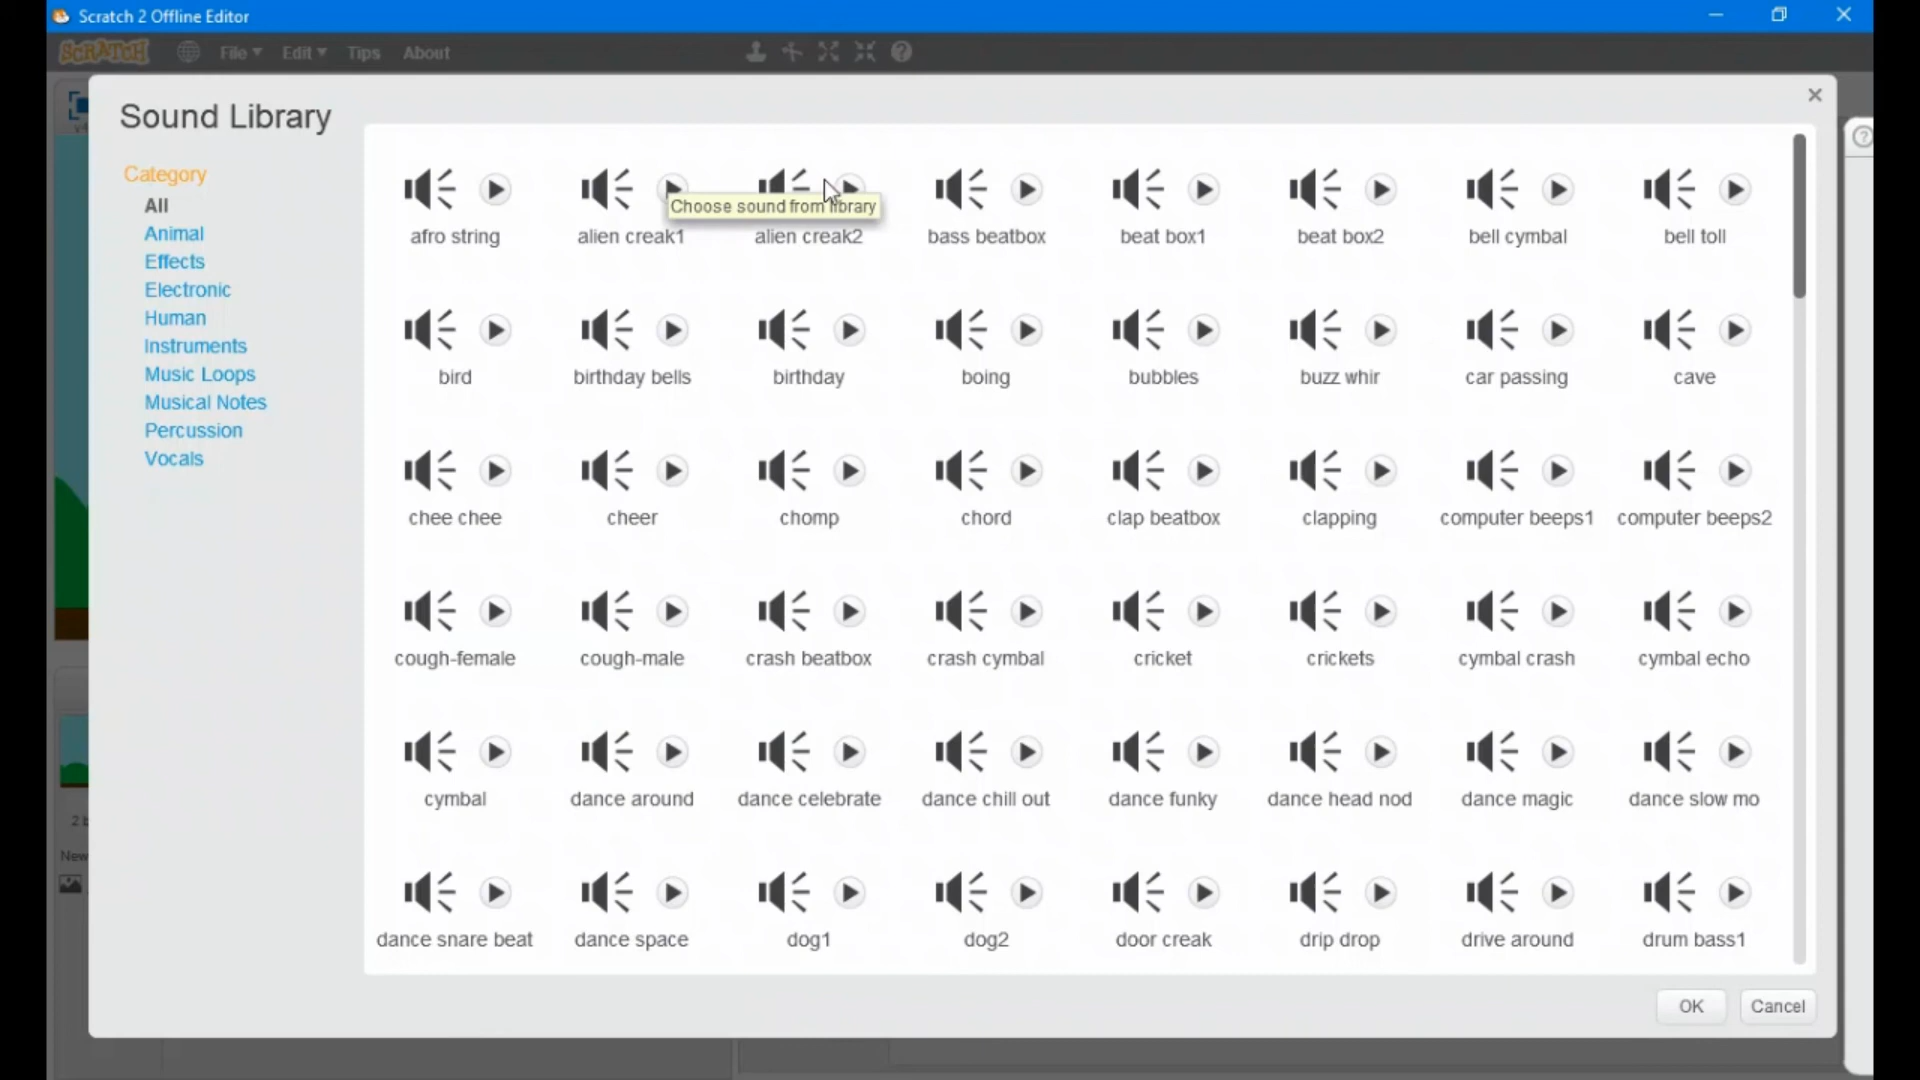 Scratch 2 Offline Editor
SCRATCH File Edit Tips About
Sound Library
Category
All
Animal
Effects
Electronic
Human
Instruments
Music Loops
Musical Notes
Percussion
Vocals
Choose sound from library
afro string alien creak1 alien creak2 bass beatbox beat box1 beat box2 bell cymbal bell toll
bird birthday bells birthday boing bubbles buzz whir car passing cave
chee chee cheer chomp chord clap beatbox clapping computer beeps1 computer beeps2
cough-female cough-male crash beatbox crash cymbal cricket crickets cymbal crash cymbal echo
cymbal dance around dance celebrate dance chill out dance funky dance head nod dance magic dance slow mo
dance snare beat dance space dog1 dog2 door creak drip drop drive around drum bass1
New
OK Cancel